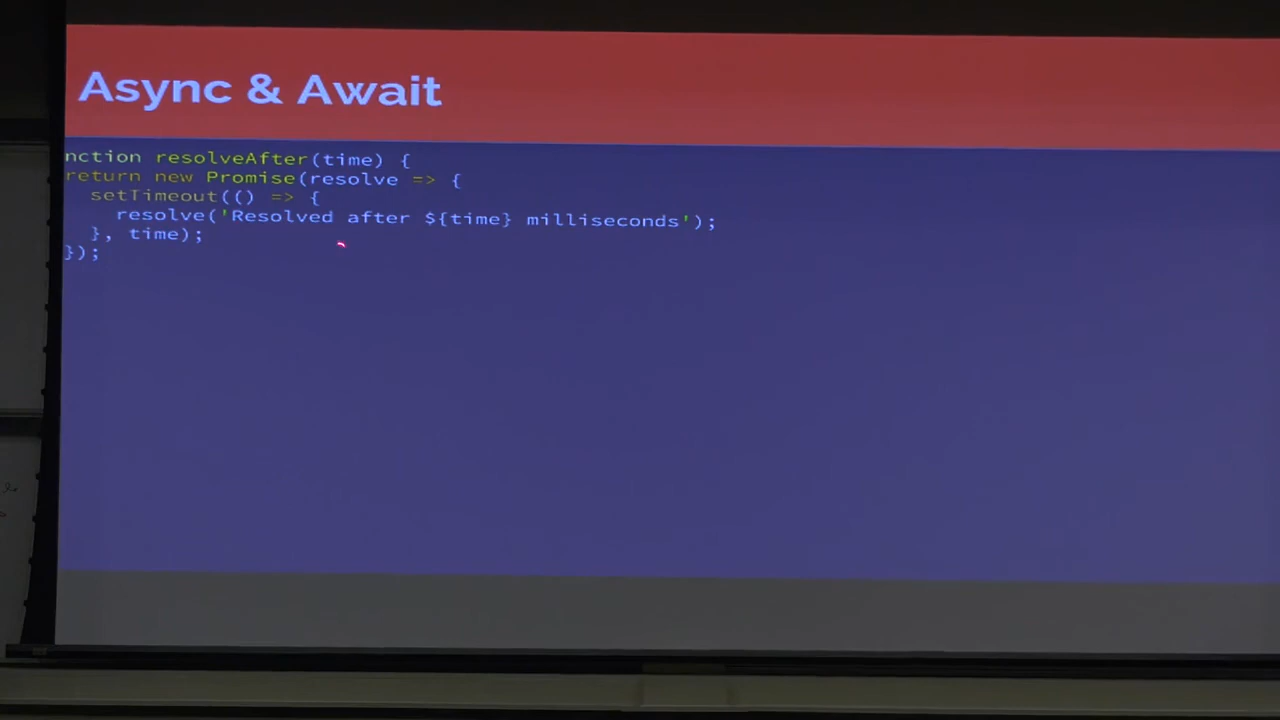 Async & Await
nction resolveAfter(time) {
return new Promise(resolve => {
setTimeout(() => {
resolve('Resolved after ${time} milliseconds');
}, time);
});